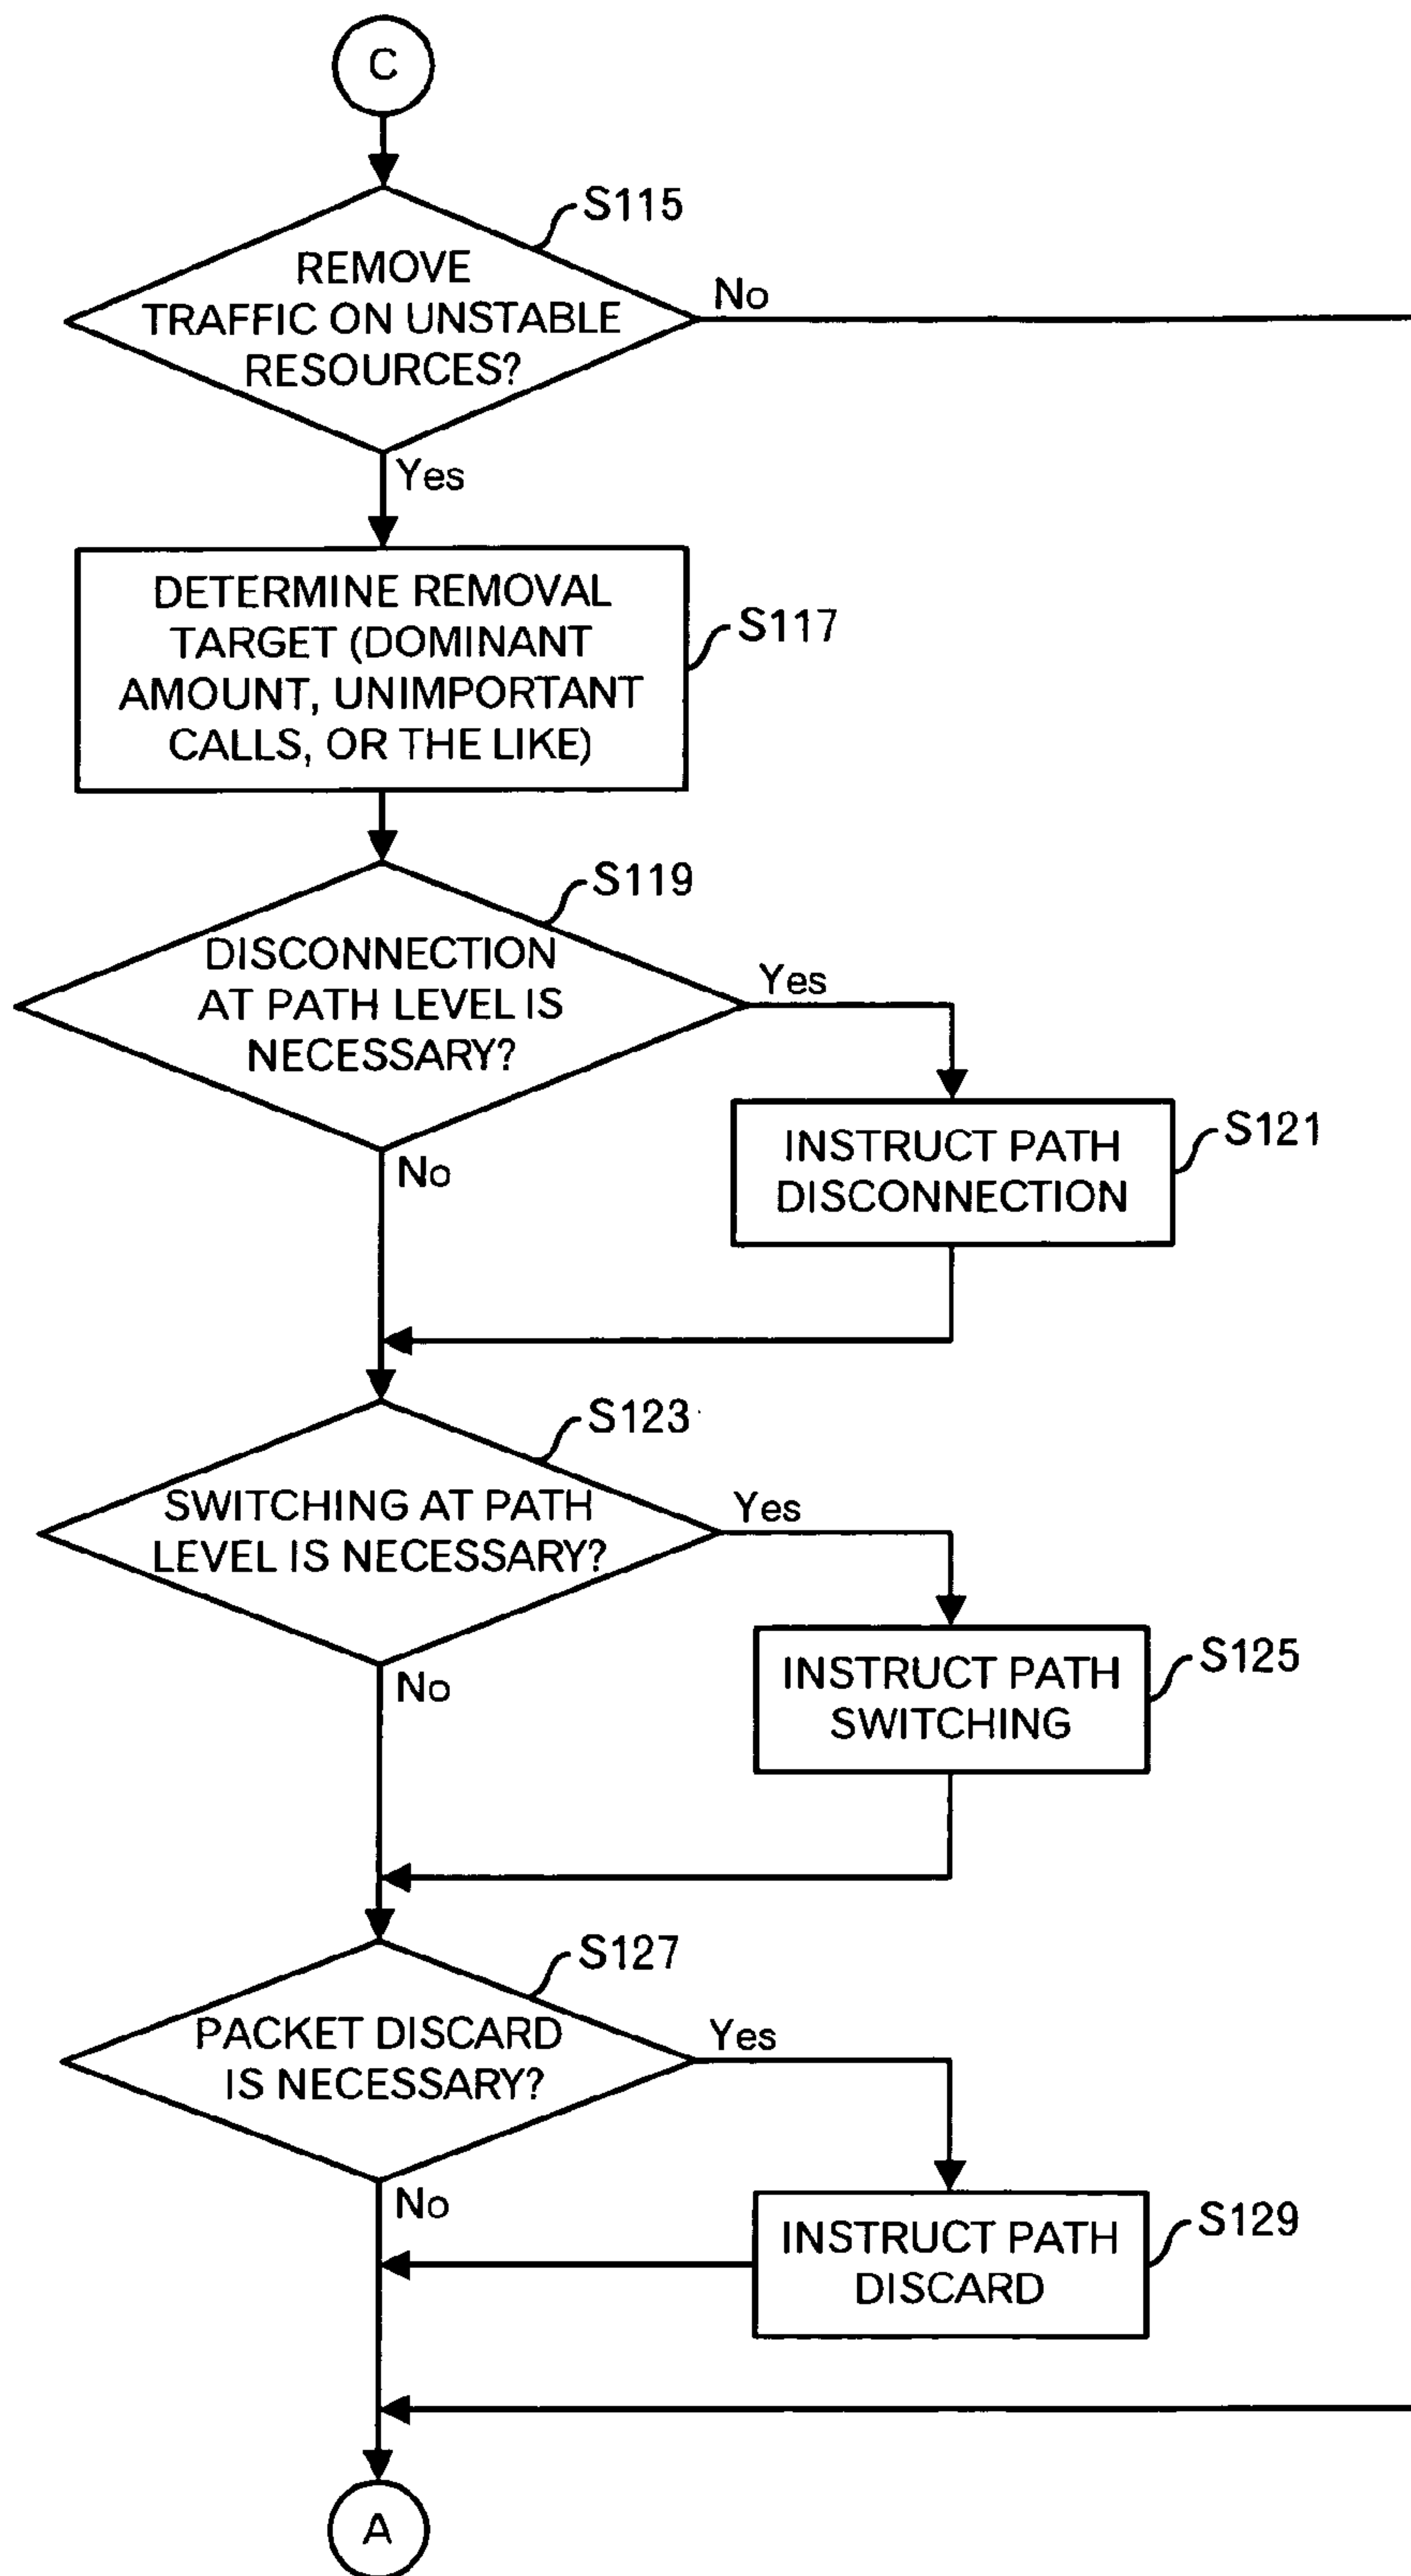 C
S115
REMOVE
TRAFFIC ON UNSTABLE
RESOURCES?
No
Yes
DETERMINE REMOVAL
TARGET (DOMINANT
AMOUNT, UNIMPORTANT
CALLS, OR THE LIKE)
S117
S119
DISCONNECTION
AT PATH LEVEL IS
NECESSARY?
Yes
No
INSTRUCT PATH
DISCONNECTION
S121
S123
SWITCHING AT PATH
LEVEL IS NECESSARY?
Yes
No
INSTRUCT PATH
SWITCHING
S125
S127
PACKET DISCARD
IS NECESSARY?
Yes
No
INSTRUCT PATH
DISCARD
S129
A